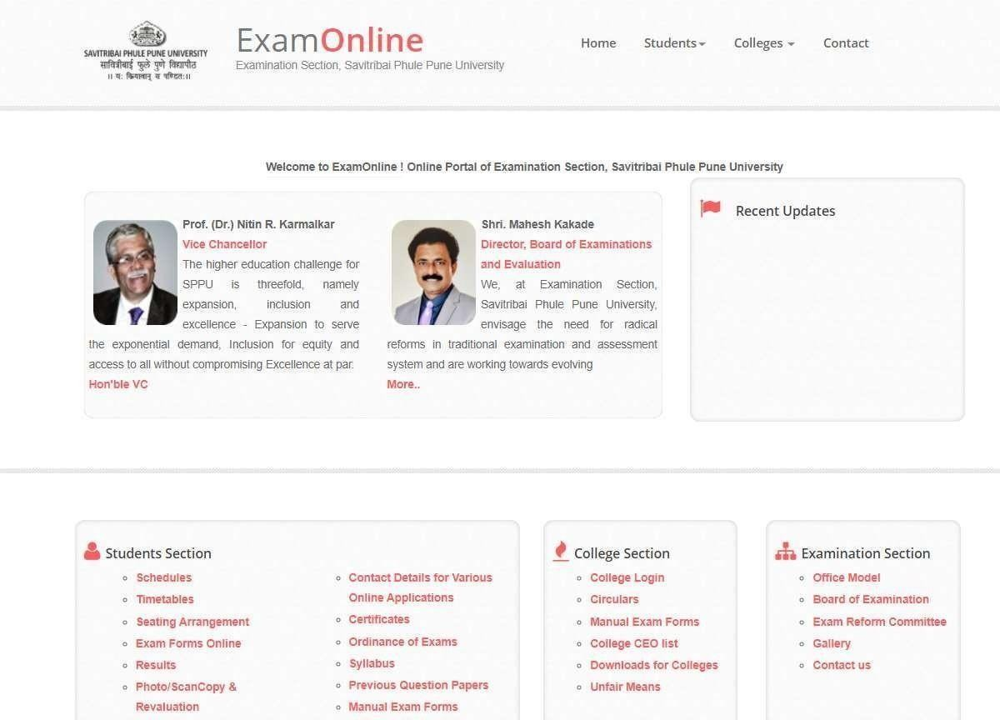 SAVITRIBAI PHULE PUNE UNIVERSITY
सावित्रीबाई फुले पुणे विद्यापीठ
॥ यः क्रियावान् स पण्डितः॥
ExamOnline
Examination Section, Savitribai Phule Pune University
Home Students Colleges Contact
Welcome to ExamOnline ! Online Portal of Examination Section, Savitribai Phule Pune University
Prof. (Dr.) Nitin R. Karmalkar
Vice Chancellor
The higher education challenge for
SPPU is threefold, namely
expansion, inclusion and
excellence - Expansion to serve
the exponential demand, Inclusion for equity and
access to all without compromising Excellence at par.
Hon'ble VC
Shri. Mahesh Kakade
Director, Board of Examinations
and Evaluation
We, at Examination Section,
Savitribai Phule Pune University,
envisage the need for radical
reforms in traditional examination and assessment
system and are working towards evolving
More..
Recent Updates
Students Section
Schedules
Timetables
Seating Arrangement
Exam Forms Online
Results
Photo/ScanCopy &
Revaluation
Contact Details for Various
Online Applications
Certificates
Ordinance of Exams
Syllabus
Previous Question Papers
Manual Exam Forms
College Section
College Login
Circulars
Manual Exam Forms
College CEO list
Downloads for Colleges
Unfair Means
Examination Section
Office Model
Board of Examination
Exam Reform Committee
Gallery
Contact us